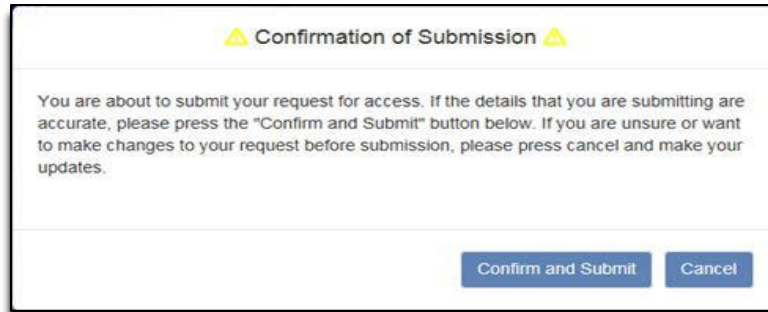 Confirmation of Submission
You are about to submit your request for access. If the details that you are submitting are
accurate, please press the "Confirm and Submit" button below. If you are unsure or want
to make changes to your request before submission, please press cancel and make your
updates.
Confirm and Submit Cancel